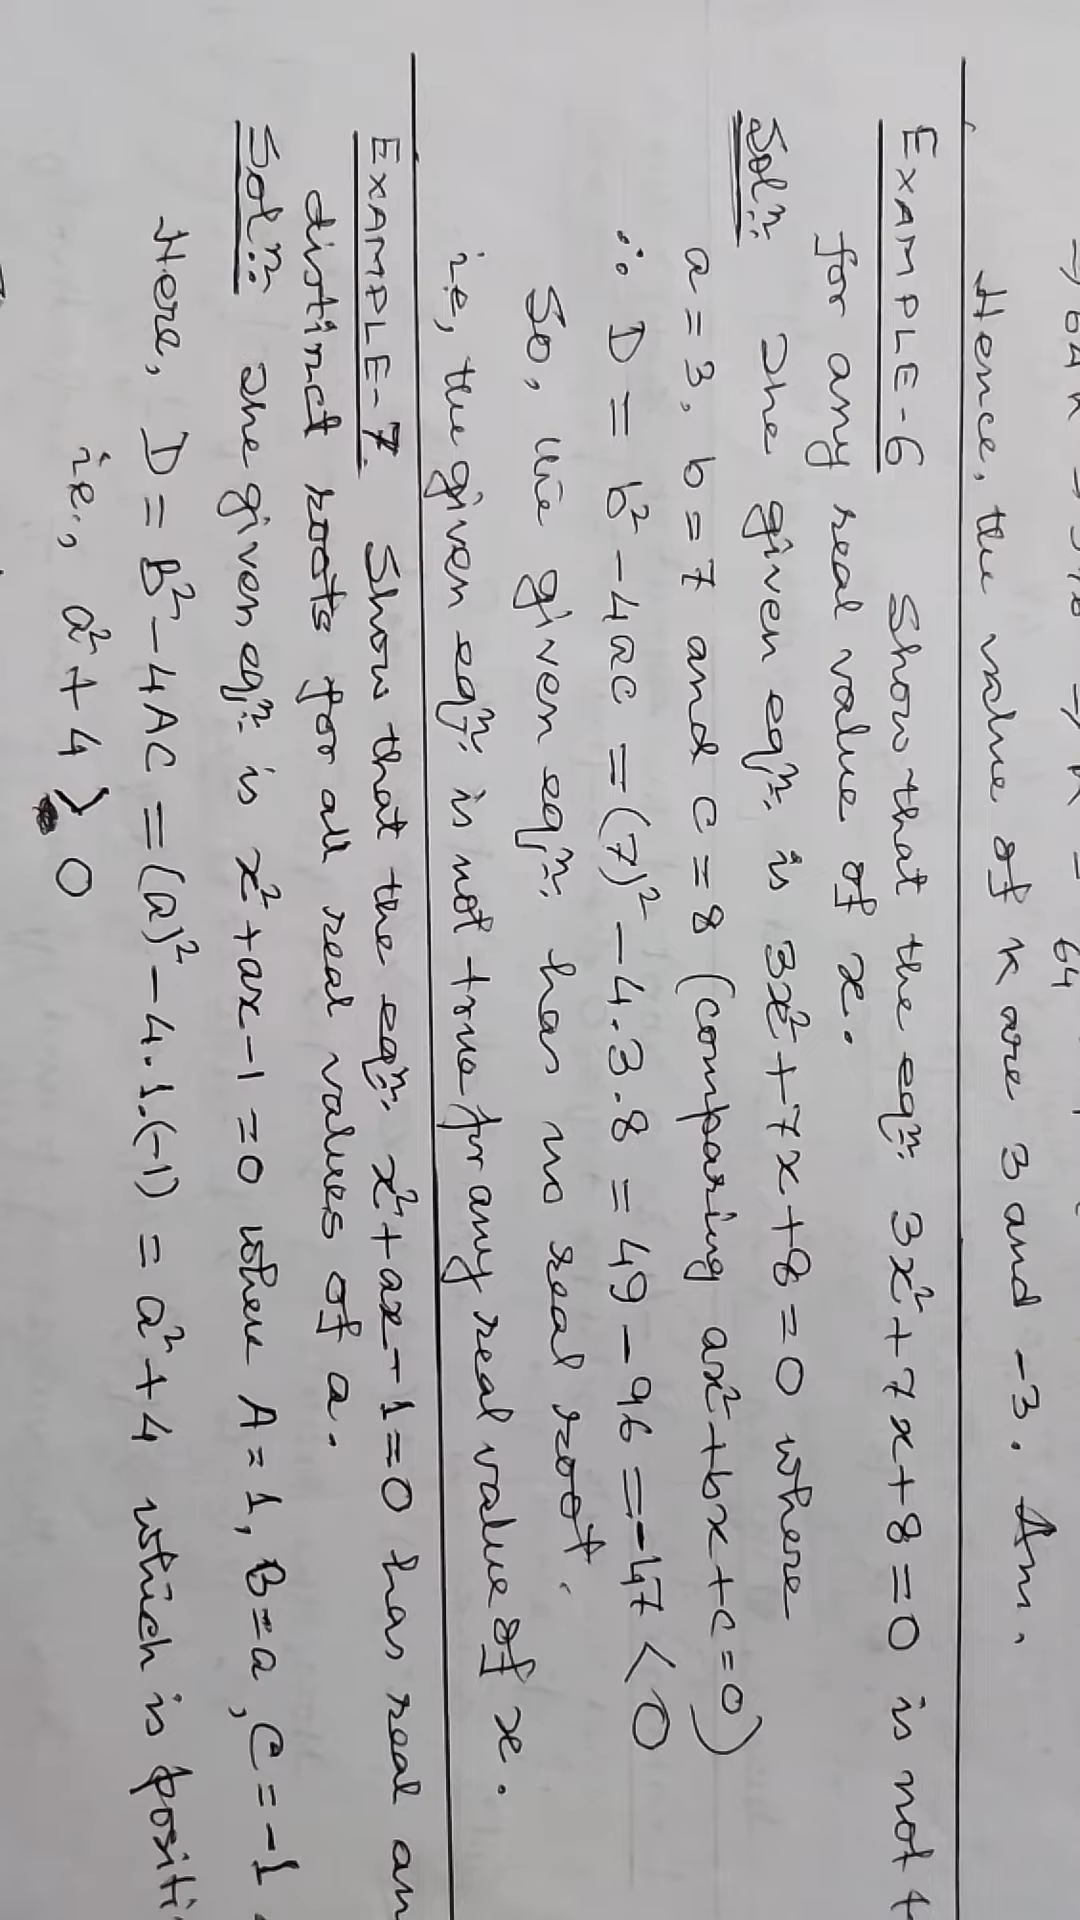 Hence, the value of K are 3 and -3. Ans.
EXAMPLE-6 Show that the eqn. 3x²+7x+8=0 is not
for any real value of x.
Soln:- The given eqn. is 3x²+7x+8=0 where
a=3, b=7 and c=8 (comparing ax²+bx+c=0)
∴ D = b²-4ac = (7)²-4.3.8 = 49-96 = -47 < 0
So, the given eqn. has no real root.
i.e, the given eqn. is not true for any real value of x.
EXAMPLE-7. Show that the eqn. x²+ax-1=0 has real an
distinct roots for all real values of a.
Soln:- The given eqn. is x²+ax-1=0 where A=1, B=a, C=-1
Here, D = B²-4AC = (a)²-4.1.(-1) = a²+4 which is positi
i.e., a²+4 > 0